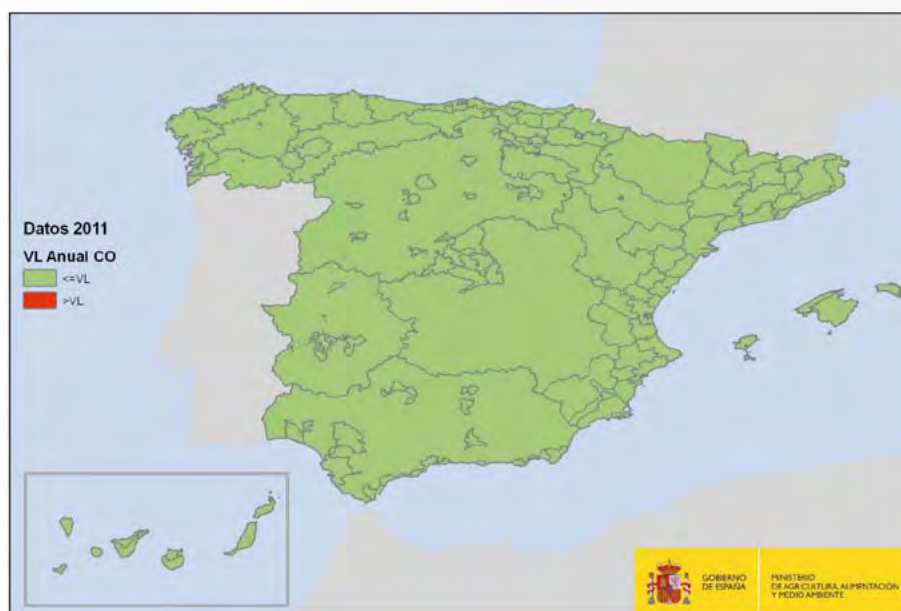 Datos 2011
VL Anual CO
<=VL
>VL
GOBIERNO
DE ESPAÑA
MINISTERIO
DE AGRICULTURA, ALIMENTACIÓN
Y MEDIO AMBIENTE